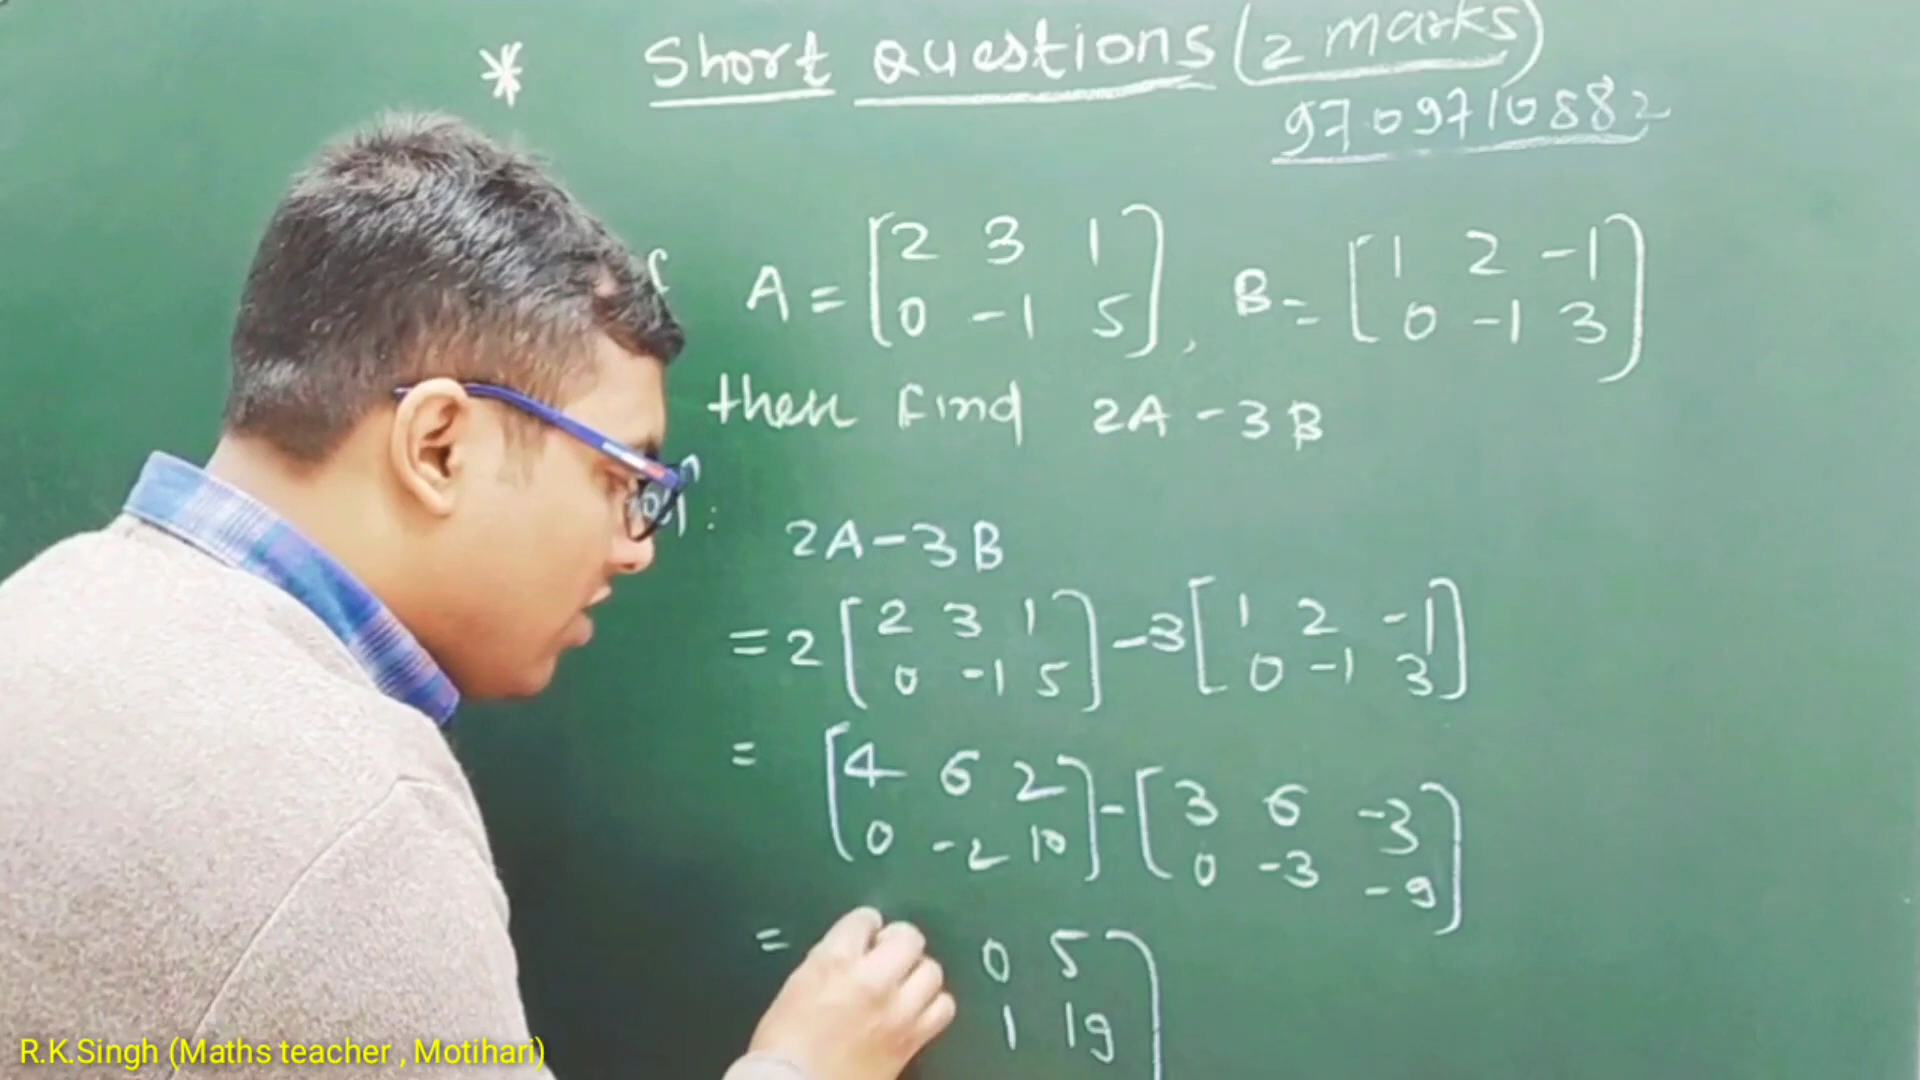 * Short Questions (2 marks)
9709710882
A = [2 3 1
0 -1 5], B = [1 2 -1
0 -1 3]
then find 2A - 3B
2A - 3B
= 2 [2 3 1
0 -1 5] - 3 [1 2 -1
0 -1 3]
= [4 6 2
0 -2 10] - [3 6 -3
0 -3 -9]
= 0 5
1 19]
R.K.Singh (Maths teacher , Motihari)